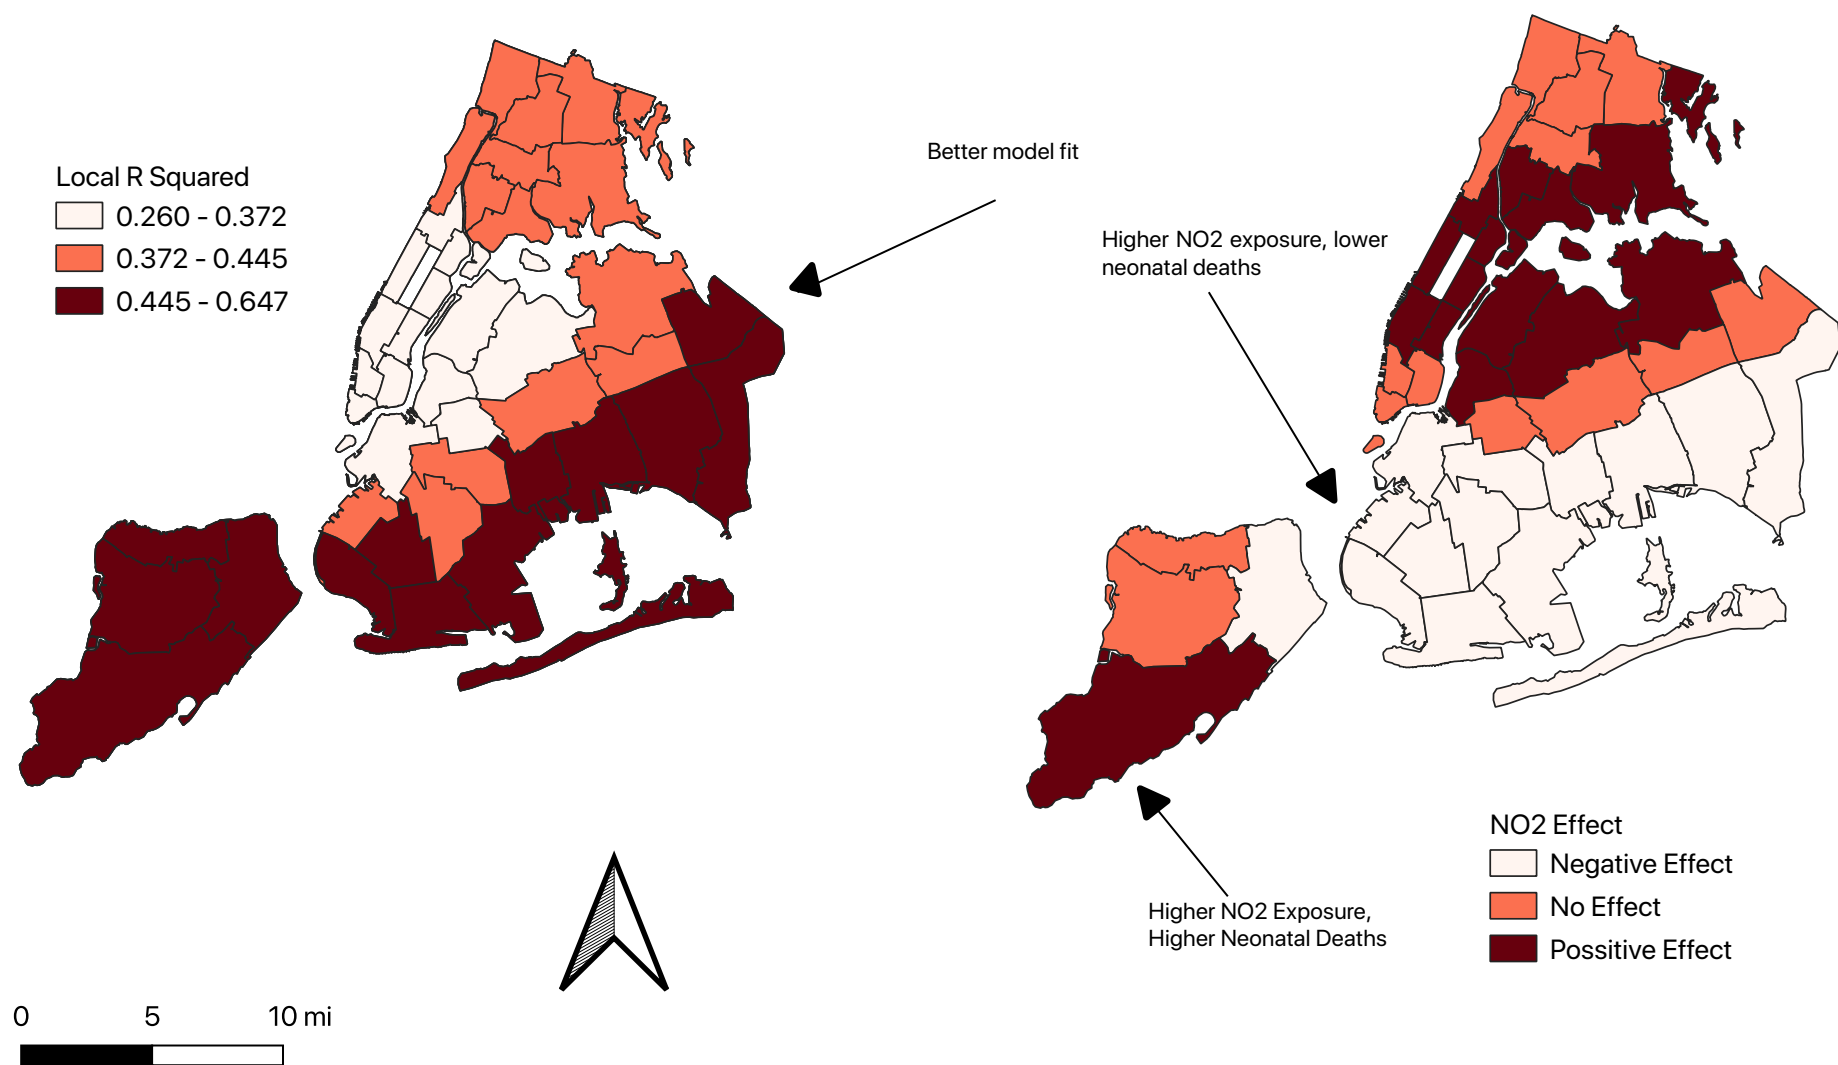 Local R Squared
0.260 - 0.372
0.372 - 0.445
0.445 - 0.647
Better model fit
Higher NO2 exposure, lower
neonatal deaths
Higher NO2 Exposure,
Higher Neonatal Deaths
NO2 Effect
Negative Effect
No Effect
Possitive Effect
0 5 10 mi